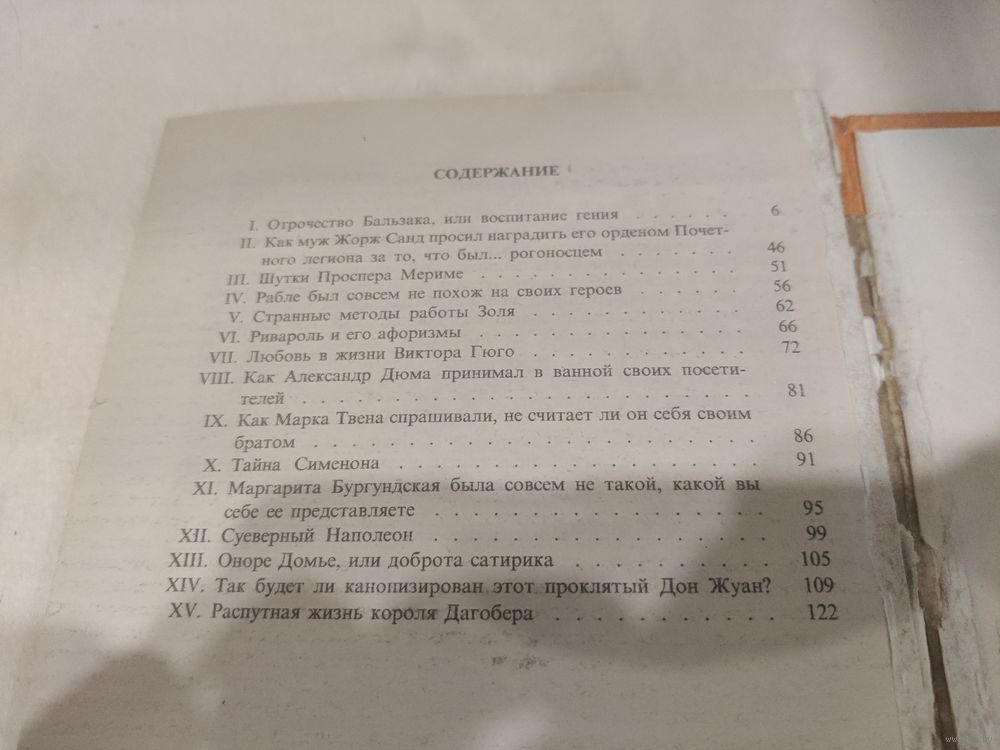 СОДЕРЖАНИЕ
I. Отрочество Бальзака, или воспитание гения . . . . . . 6
II. Как муж Жорж Санд просил наградить его орденом Почет-
ного легиона за то, что был... рогоносцем . . . . . . . 46
III. Шутки Проспера Мериме . . . . . . . . . . . . . 51
IV. Рабле был совсем не похож на своих героев . . . . . . 56
V. Странные методы работы Золя . . . . . . . . . . . 62
VI. Ривароль и его афоризмы . . . . . . . . . . . . . 66
VII. Любовь в жизни Виктора Гюго . . . . . . . . . . . 72
VIII. Как Александр Дюма принимал в ванной своих посети-
телей . . . . . . . . . . . . . . . . . . . . . 81
IX. Как Марка Твена спрашивали, не считает ли он себя своим
братом . . . . . . . . . . . . . . . . . . . . 86
X. Тайна Сименона . . . . . . . . . . . . . . . . 91
XI. Маргарита Бургундская была совсем не такой, какой вы
себе ее представляете . . . . . . . . . . . . . . 95
XII. Суеверный Наполеон . . . . . . . . . . . . . . 99
XIII. Оноре Домье, или доброта сатирика . . . . . . . . 105
XIV. Так будет ли канонизирован этот проклятый Дон Жуан? 109
XV. Распутная жизнь короля Дагобера . . . . . . . . . 122